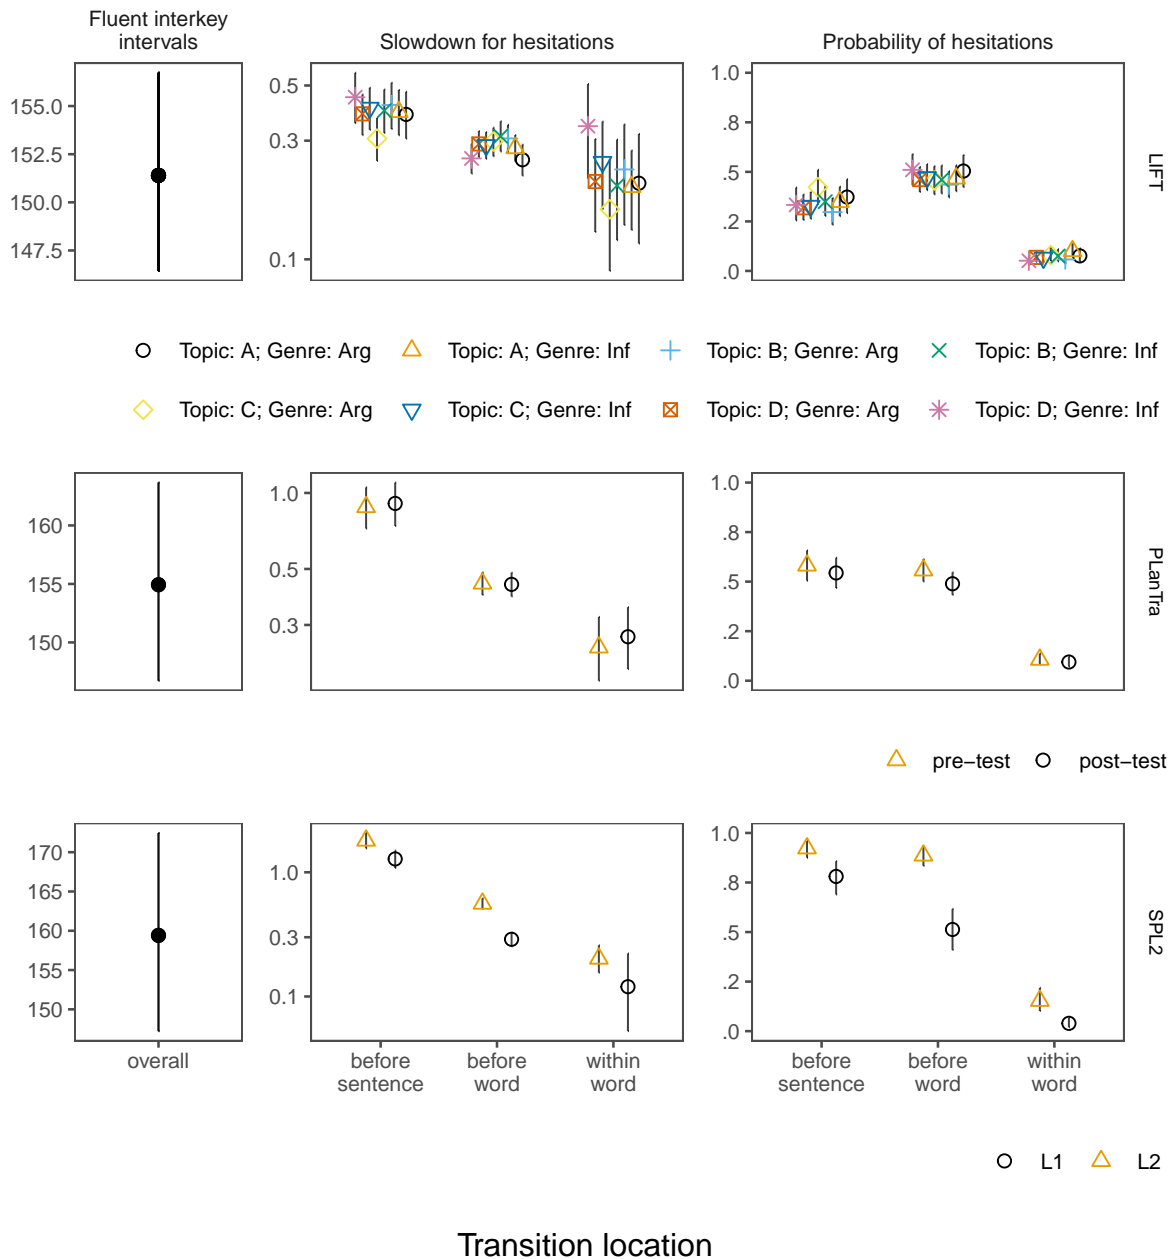 Fluent interkey
intervals
Slowdown for hesitations
Probability of hesitations
155.0
152.5
150.0
147.5
0.5
0.3
0.1
1.0
.8
.5
.2
.0
LIFT
Topic: A; Genre: Arg
Topic: A; Genre: Inf
Topic: B; Genre: Arg
Topic: B; Genre: Inf
Topic: C; Genre: Arg
Topic: C; Genre: Inf
Topic: D; Genre: Arg
Topic: D; Genre: Inf
160
155
150
1.0
0.5
0.3
1.0
.8
.5
.2
.0
PLanTra
pre−test
post−test
170
165
160
155
150
1.0
0.3
0.1
1.0
.8
.5
.2
.0
SPL2
overall
before
sentence
before
word
within
word
before
sentence
before
word
within
word
L1
L2
Transition location